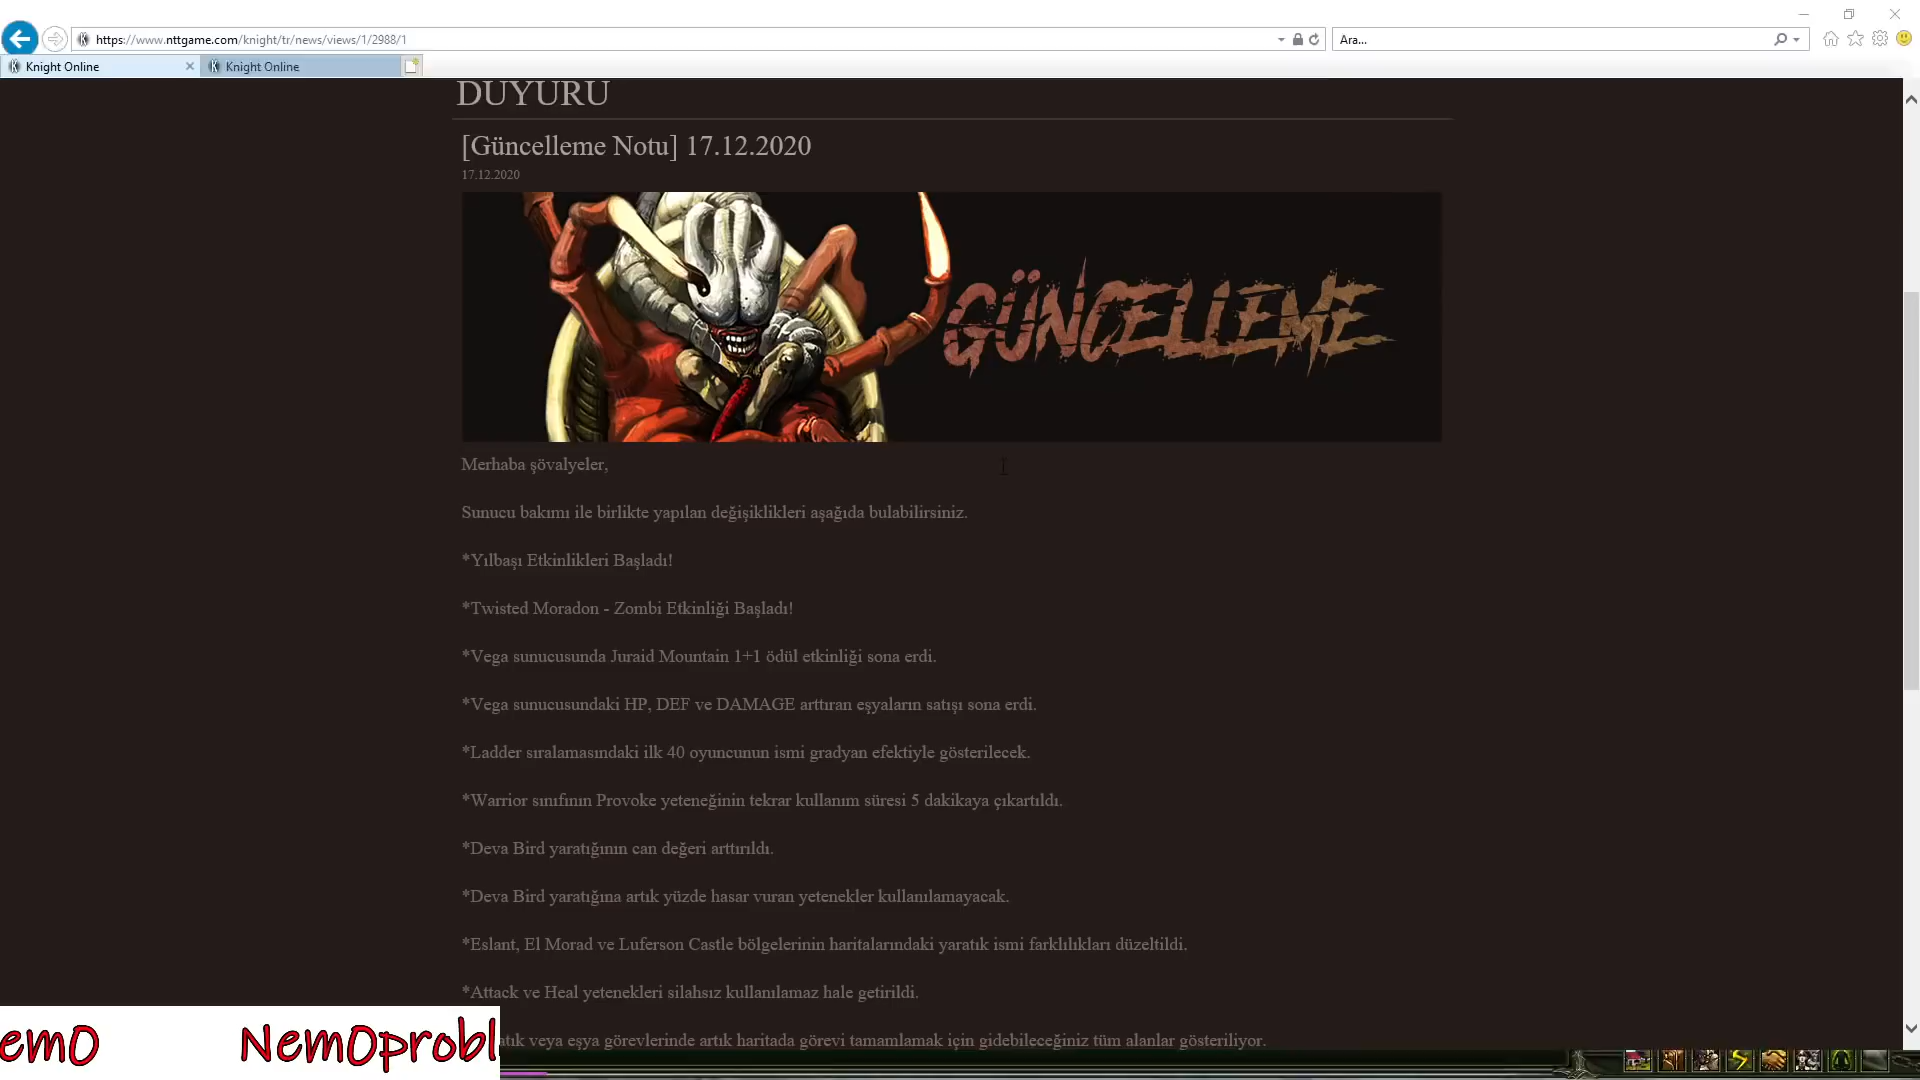 https://www.nttgame.com/knight/tr/news/views/1/2988/1
Ara...
Knight Online
Knight Online
DUYURU
[Güncelleme Notu] 17.12.2020
17.12.2020
GÜNCELLEME
Merhaba şövalyeler,
Sunucu bakımı ile birlikte yapılan değişiklikleri aşağıda bulabilirsiniz.
*Yılbaşı Etkinlikleri Başladı!
*Twisted Moradon - Zombi Etkinliği Başladı!
*Vega sunucusunda Juraid Mountain 1+1 ödül etkinliği sona erdi.
*Vega sunucusundaki HP, DEF ve DAMAGE arttıran eşyaların satışı sona erdi.
*Ladder sıralamasındaki ilk 40 oyuncunun ismi gradyan efektiyle gösterilecek.
*Warrior sınıfının Provoke yeteneğinin tekrar kullanım süresi 5 dakikaya çıkartıldı.
*Deva Bird yaratığının can değeri arttırıldı.
*Deva Bird yaratığına artık yüzde hasar vuran yetenekler kullanılamayacak.
*Eslant, El Morad ve Luferson Castle bölgelerinin haritalarındaki yaratık ismi farklılıkları düzeltildi.
*Attack ve Heal yetenekleri silahsız kullanılamaz hale getirildi.
veya eşya görevlerinde artık haritada görevi tamamlamak için gidebileceğiniz tüm alanlar gösteriliyor.
emO NemOprobl